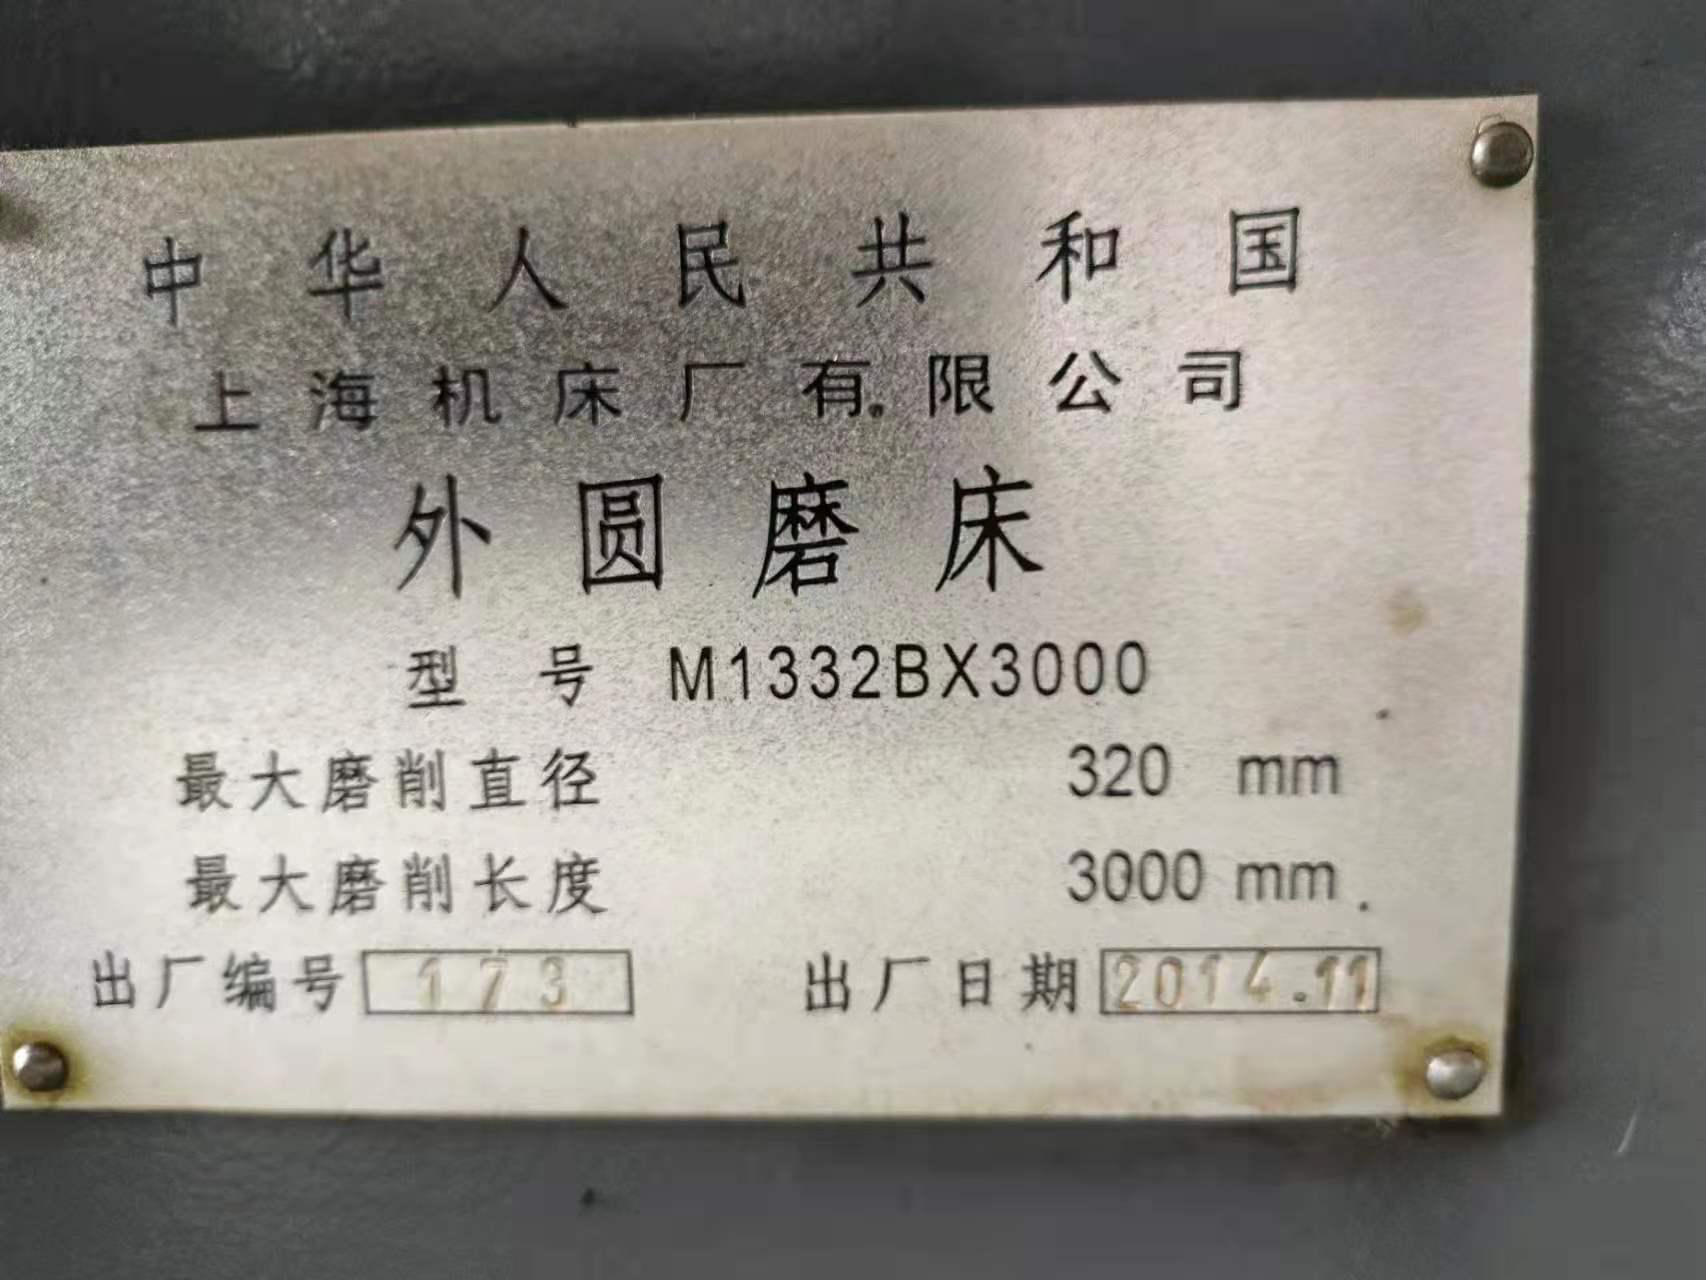 中华人民共和国
上海机床厂有限公司
外圆磨床
型号 M1332BX3000
最大磨削直径 320 mm
最大磨削长度 3000 mm
出厂编号 173 出厂日期 2014.11